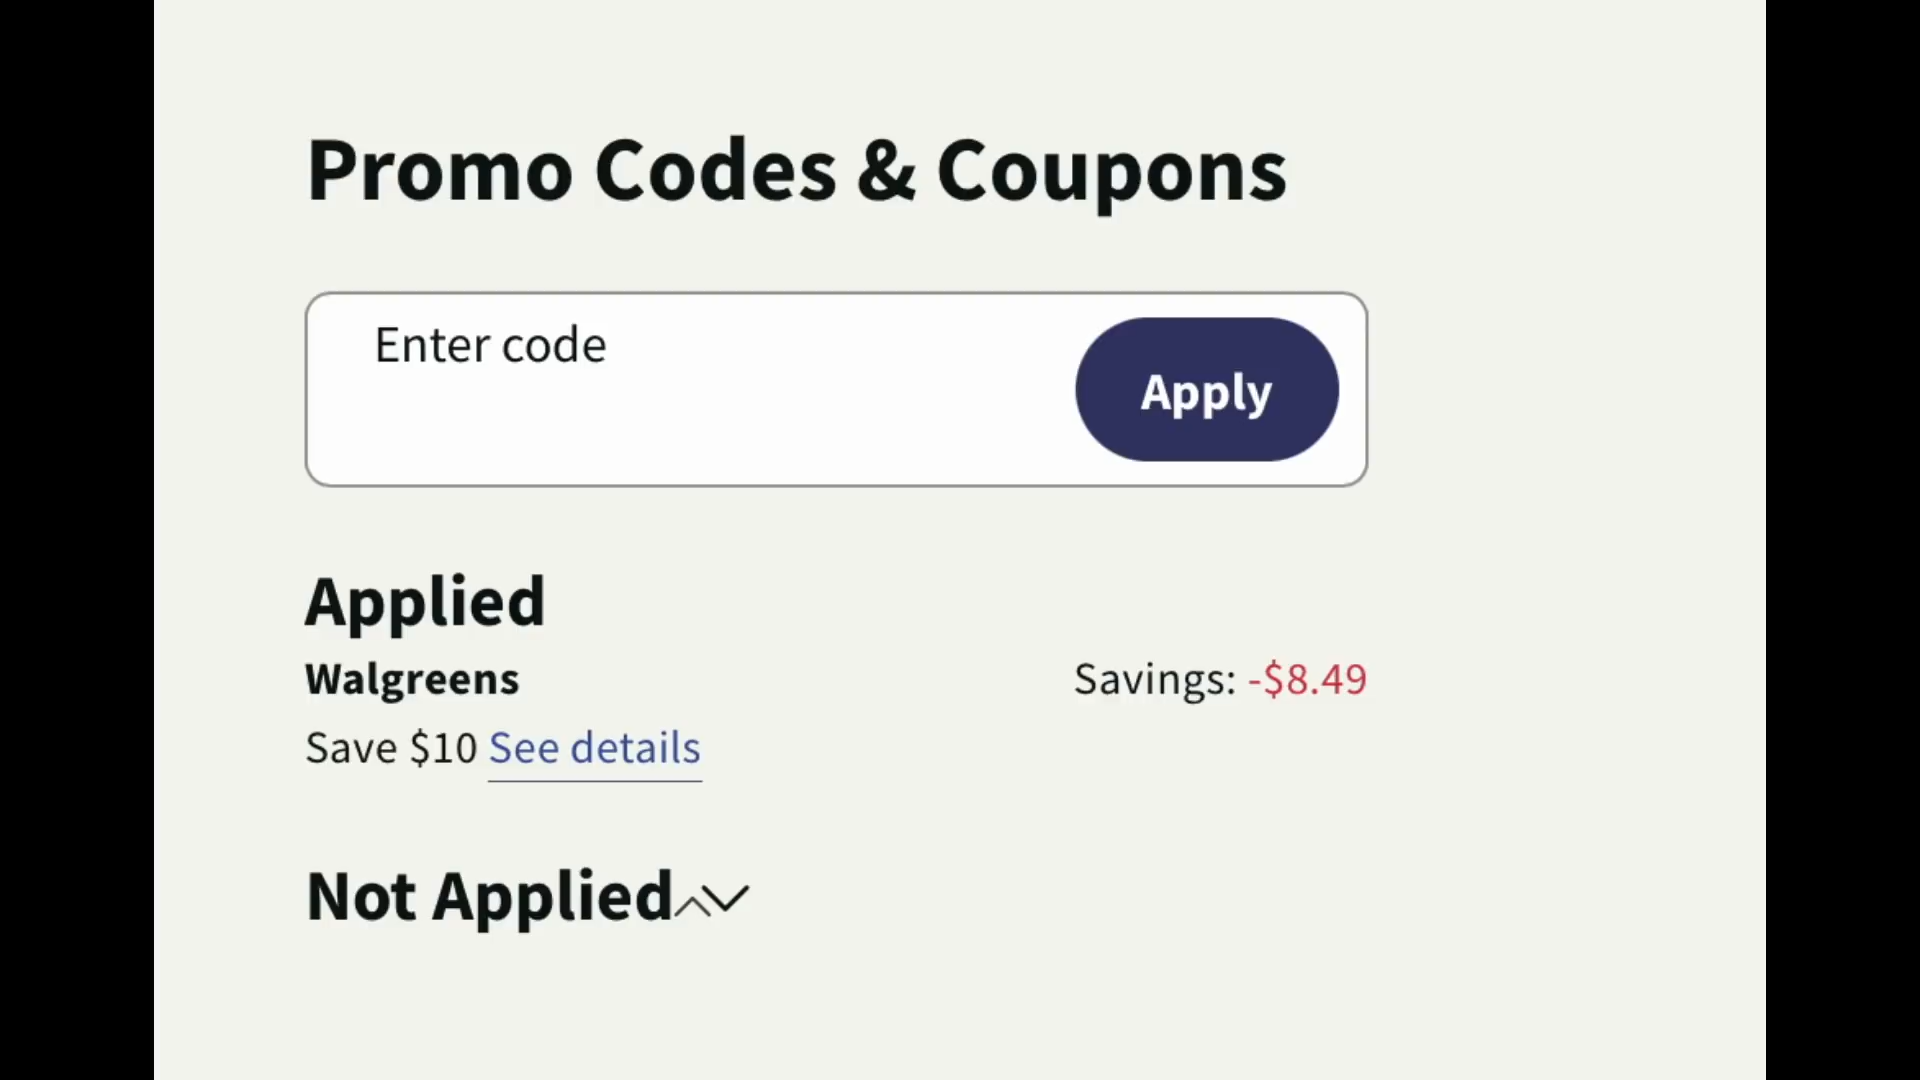 Promo Codes & Coupons
Enter code
Apply
Applied
Walgreens
Savings: -$8.49
Save $10 See details
Not Applied